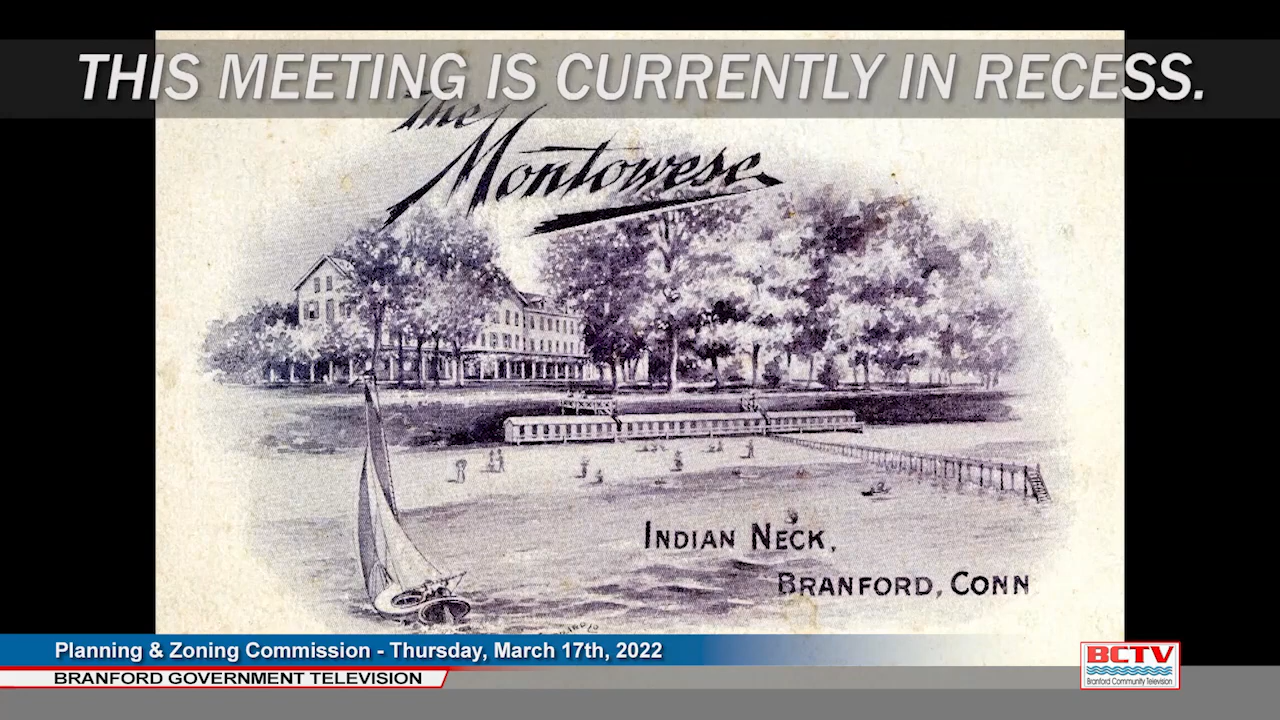 THIS MEETING IS CURRENTLY IN RECESS.
The
Montowese
INDIAN NECK,
BRANFORD, CONN
Planning & Zoning Commission - Thursday, March 17th, 2022
BRANFORD GOVERNMENT TELEVISION
BCTV
Branford Community Television